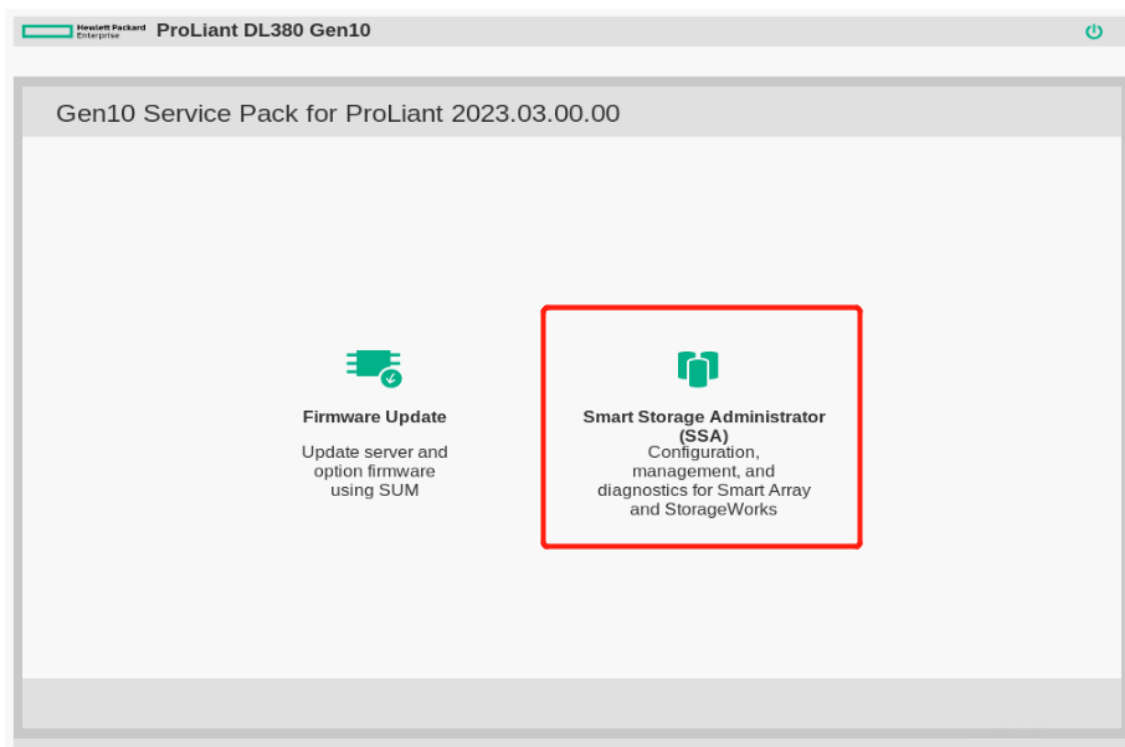 Hewlett Packard
Enterprise
ProLiant DL380 Gen10
Gen10 Service Pack for ProLiant 2023.03.00.00
Firmware Update
Update server and
option firmware
using SUM
Smart Storage Administrator
(SSA)
Configuration,
management, and
diagnostics for Smart Array
and StorageWorks